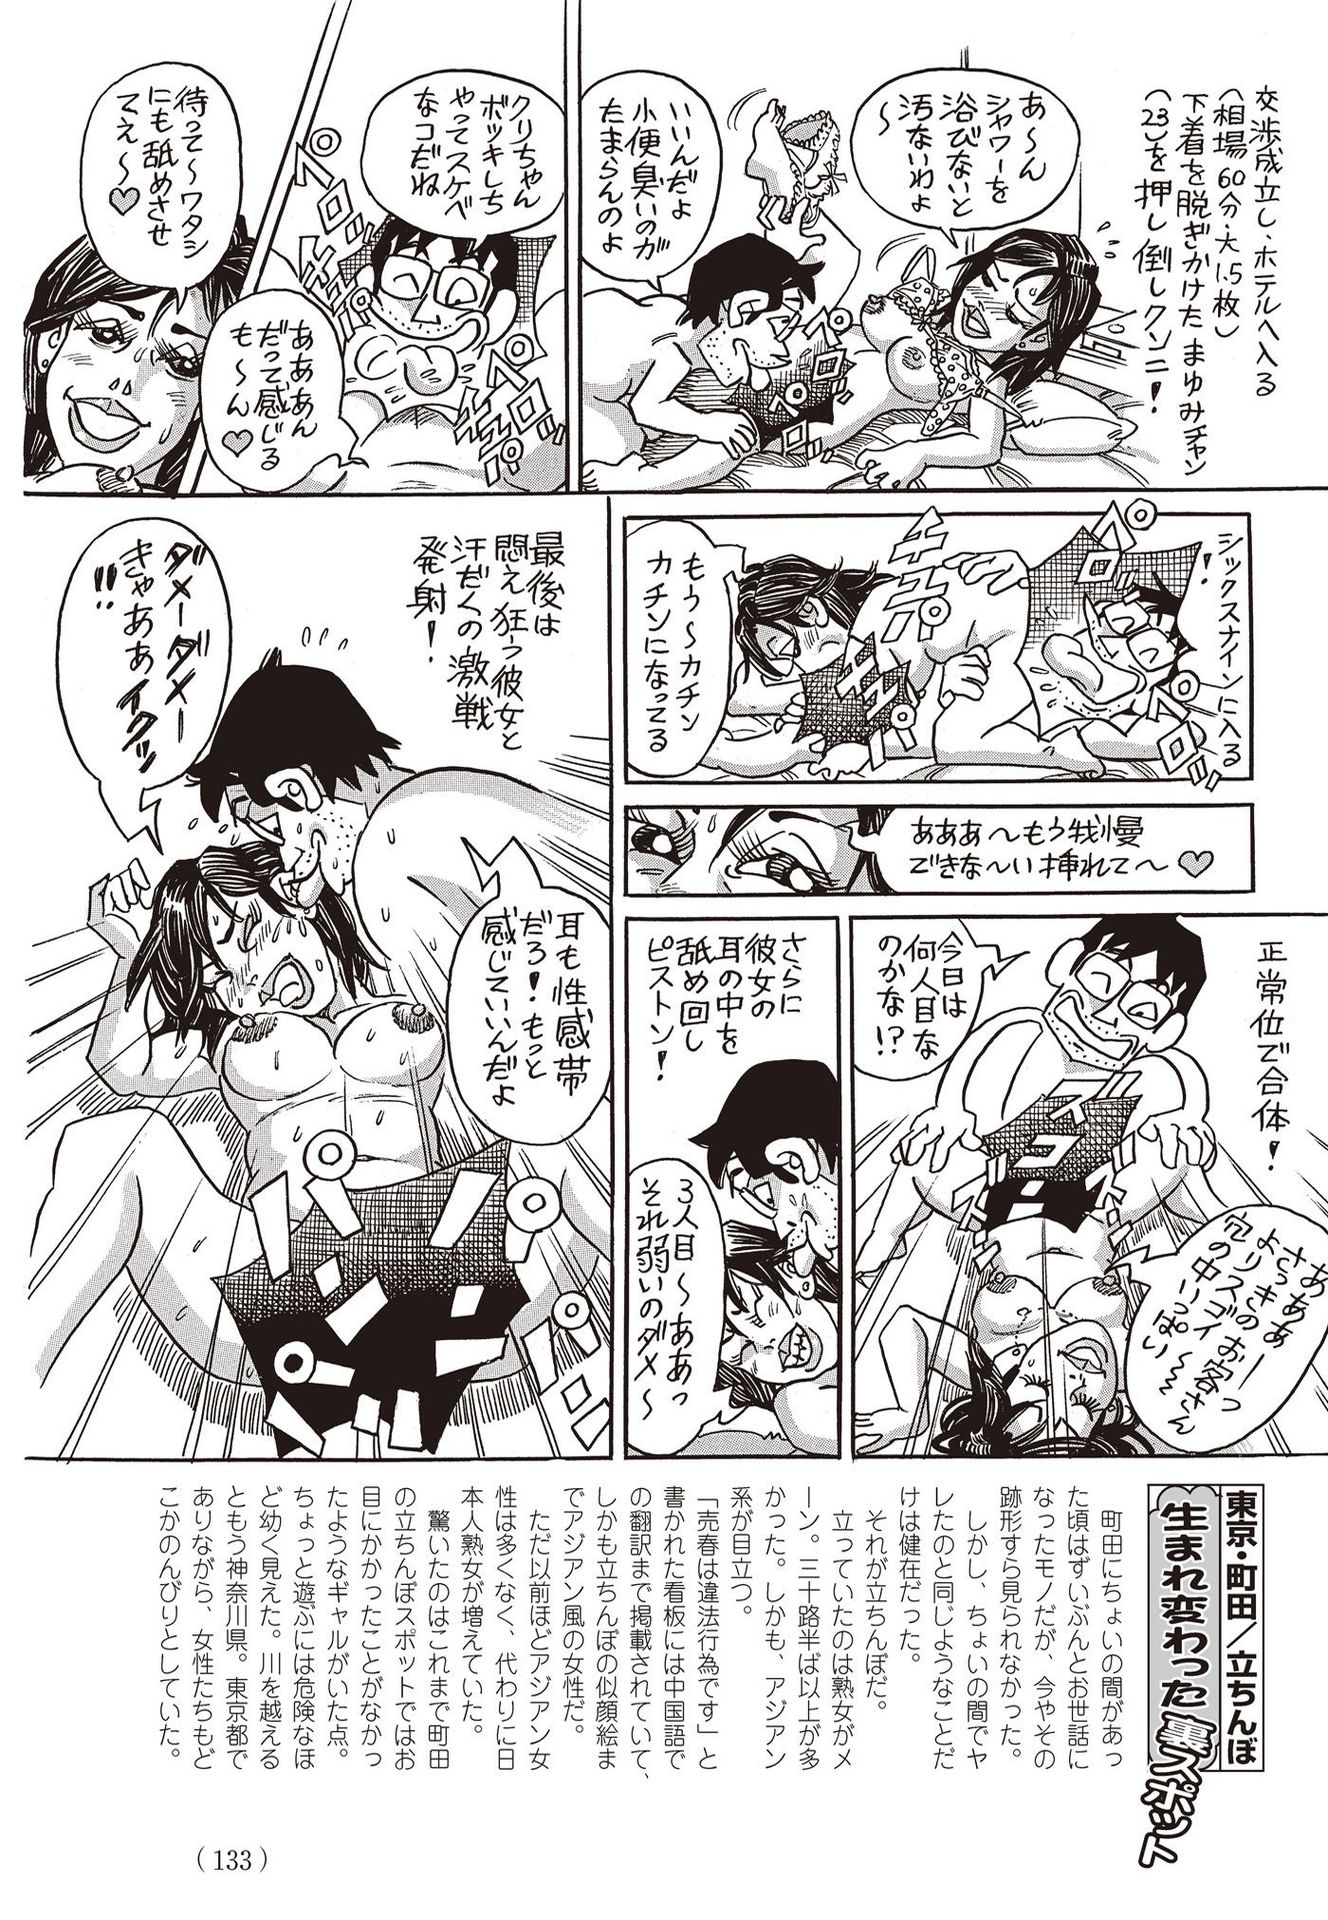 交渉成立し、ホテルへ入る
(相場60分・大1.5枚)
下着を脱ぎかけたまゆみチャン
(23)を押し倒しクンニ!
あ〜ん
シャワーを
浴びないと
汚ないわよ
〜
いいんだよ
小便臭いのが
たまらんのよ
ペロペロ
クリちゃん
ボッキしち
ゃってスケベ
なコだね
ペロッ
ペロッ
ああん
だって感じる
も〜ん♡
待って〜ワタシ
にも舐めさせ
てぇ〜♡
シックスナインに入る
!
ペロ
ペロッ
もう〜カチン
カチンになってる
あああ〜もう我慢
できな〜い挿れて〜♡
正常位で合体!
今日は
何人目な
のかな!?
あああぁー
さっきのお客さん
よりスゴイ〜〜
穴の中いっぱい
さらに
彼女の
耳の中を
舐め回し
ピストン!
3人目〜ああっ
それ弱いのダメ〜
最後は
悶え狂う彼女と
汗だくの激戦
発射!
ダメーダメー
きゃああぁイクッ
!!
耳も性感帯
だろ!もっと
感じていいんだよ
東京・町田/立ちんぼ
生まれ変わった裏スポット
町田にちょいの間があっ
た頃はずいぶんとお世話に
なったモノだが、今やその
跡形すら見られなかった。
しかし、ちょいの間でヤ
レたのと同じようなことだ
けは健在だった。
それが立ちんぼだ。
立っていたのは熟女がメ
ーン。三十路半ば以上が多
かった。しかも、アジアン
系が目立つ。
「売春は違法行為です」と
書かれた看板には中国語で
の翻訳まで掲載されていて、
しかも立ちんぼの似顔絵ま
でアジアン風の女性だ。
ただ以前ほどアジアン女
性は多くなく、代わりに日
本人熟女が増えていた。
驚いたのはこれまで町田
の立ちんぼスポットではお
目にかかったことがなかっ
たようなギャルがいた点。
ちょっと遊ぶには危険なほ
ど幼く見えた。川を越える
ともう神奈川県。東京都で
ありながら、女性たちもど
こかのんびりとしていた。
(133)